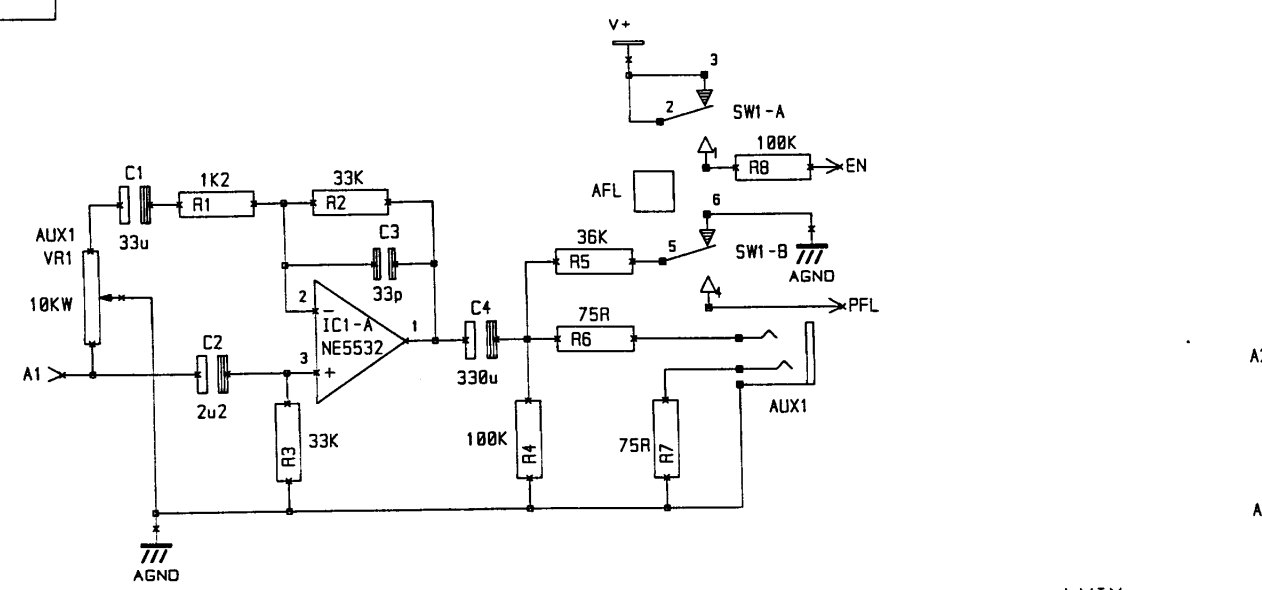 V+
3
2
SW1-A
1
100K
R8
EN
AFL
6
5
SW1-B
AGND
4
PFL
C1
33u
1K2
R1
33K
R2
C3
33p
AUX1
VR1
10KW
2
IC1-A
NE5532
1
3
C4
330u
36K
R5
75R
R6
A1
C2
2u2
R3
33K
100K
R4
75R
R7
AUX1
AGND